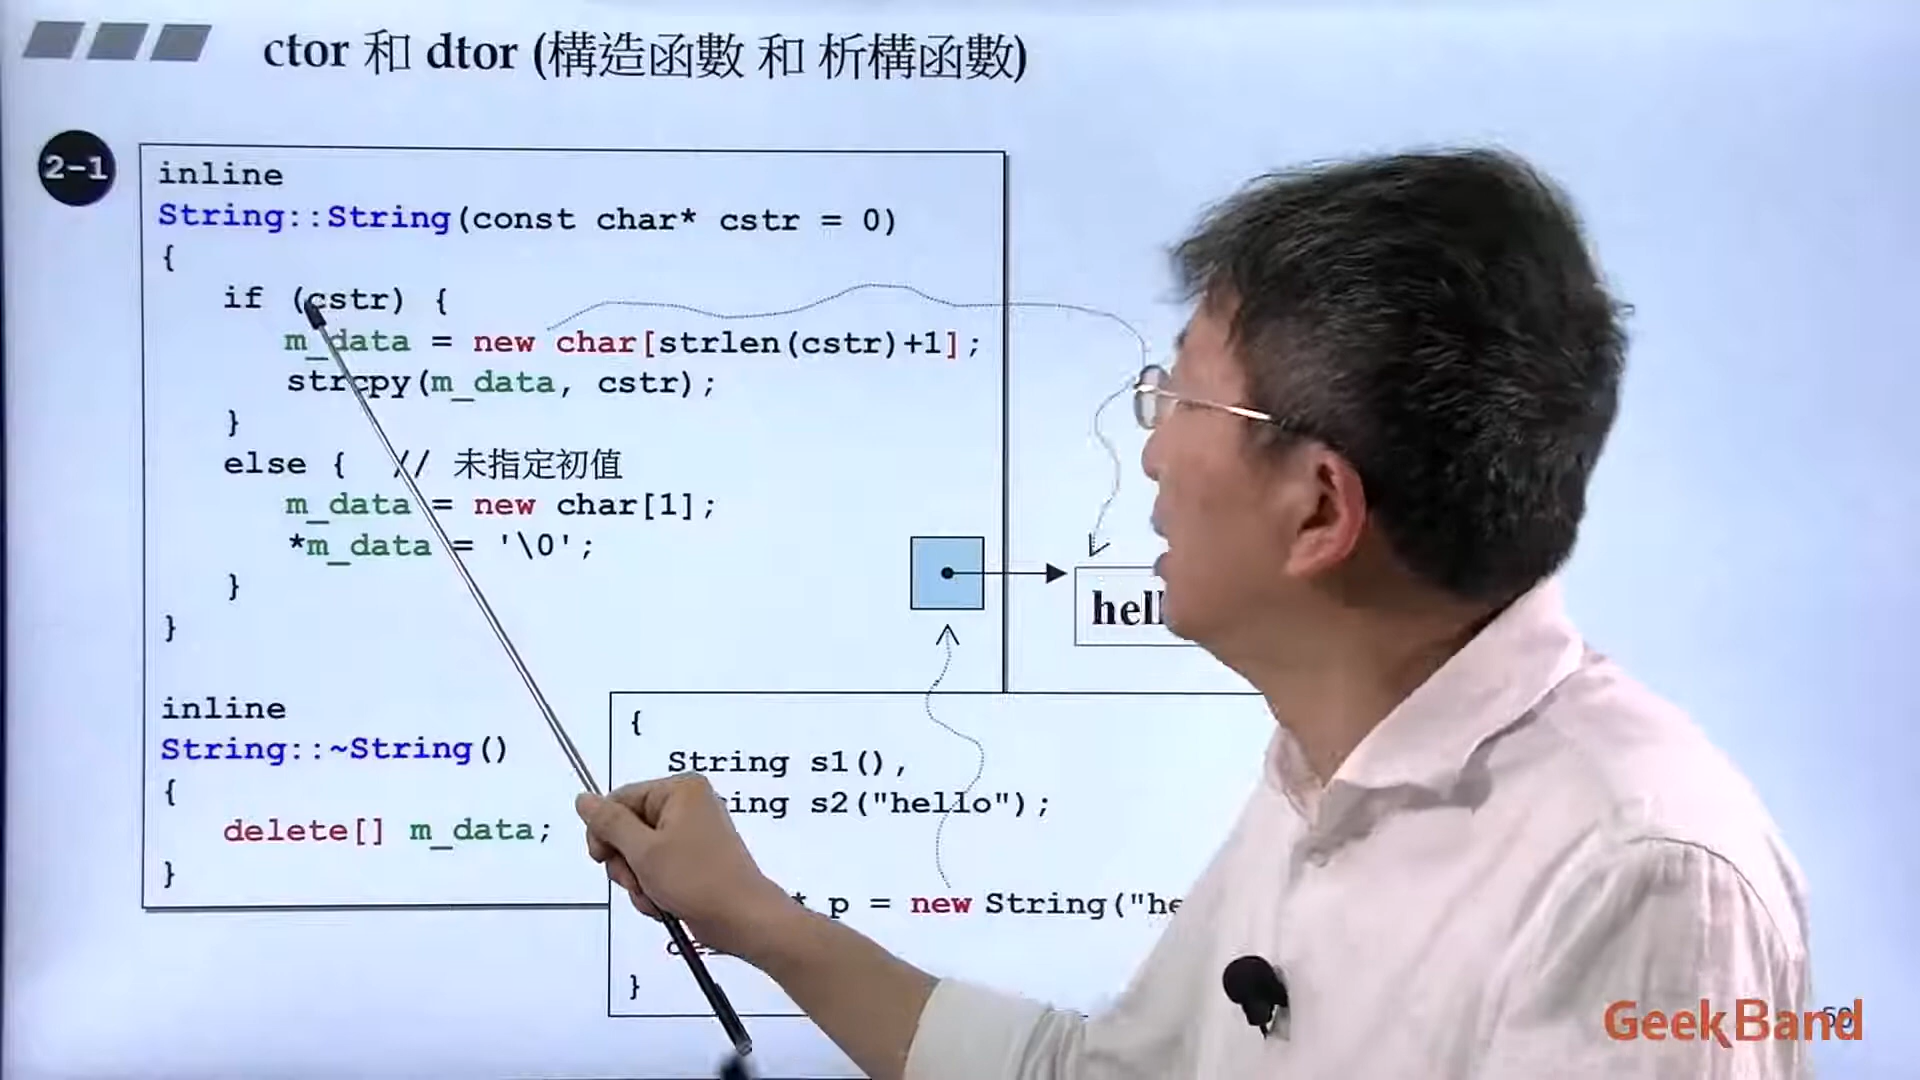 ctor 和 dtor (構造函數 和 析構函數)
2-1
inline
String::String(const char* cstr = 0)
{
if (cstr) {
m_data = new char[strlen(cstr)+1];
strcpy(m_data, cstr);
}
else { // 未指定初值
m_data = new char[1];
*m_data = '\0';
}
}
inline
String::~String()
{
delete[] m_data;
}
{
String s1(),
s2("hello");
p = new String("he
}
hell
GeekBand